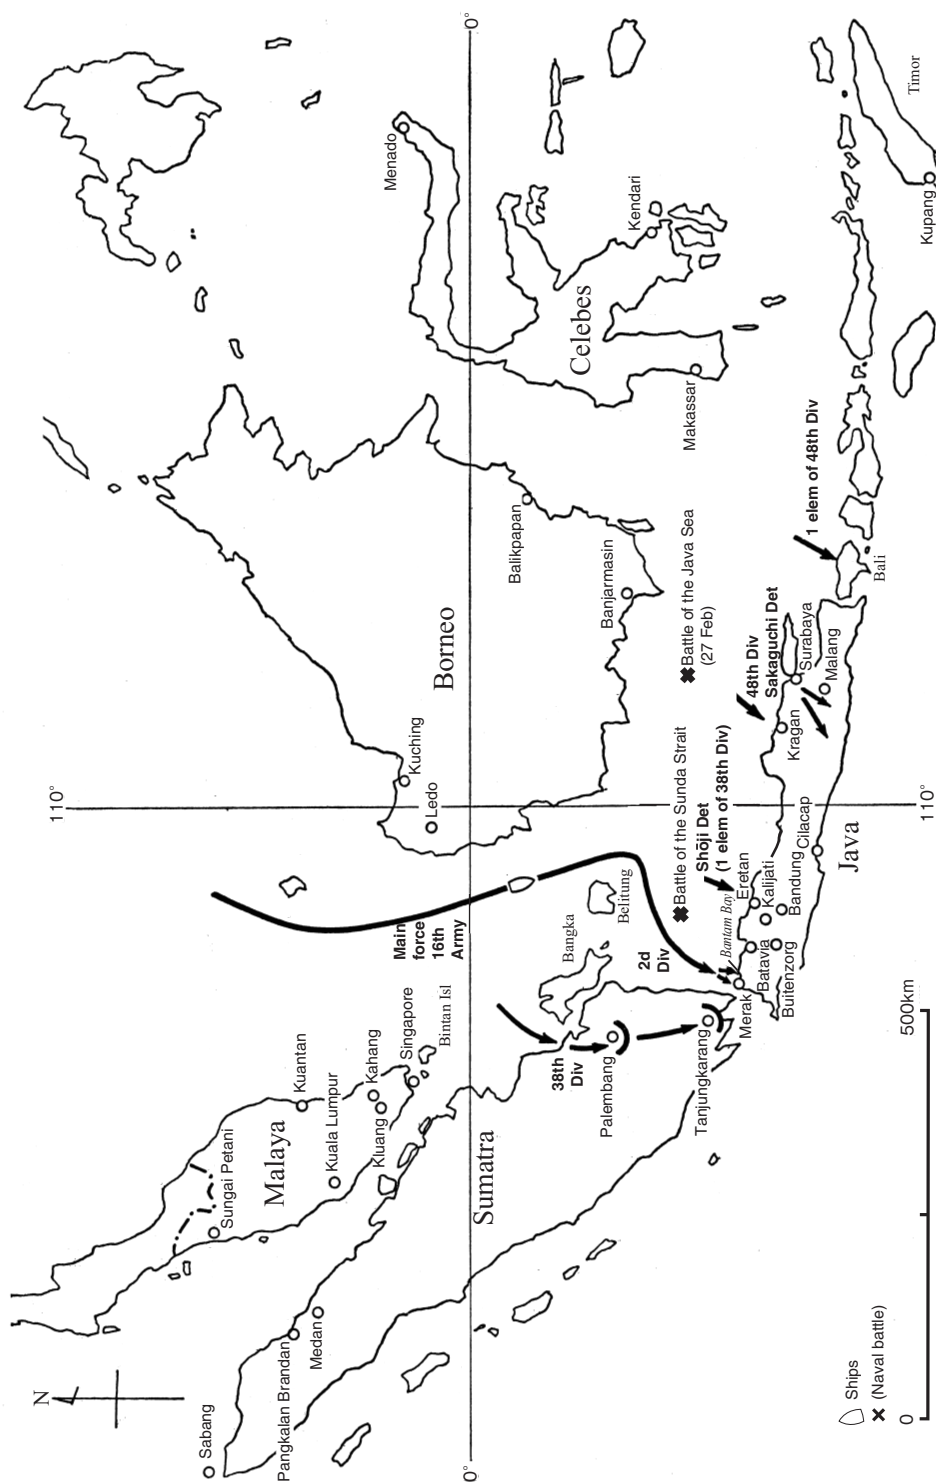 N
110°
0°
0°
110°
Sabang
Pangkalan Brandan
Medan
Sungai Petani
Malaya
Kuantan
Kuala Lumpur
Kluang
Kahang
Singapore
Bintan Isl
Sumatra
Main
force
16th
Army
Kuching
Ledo
Borneo
Balikpapan
Banjarmasin
Menado
Celebes
Kendari
Makassar
38th
Div
Palembang
Tanjungkarang
Bangka
Belitung
2d
Div
Battle of the Sunda Strait
Shōji Det
(1 elem of 38th Div)
Battle of the Java Sea
(27 Feb)
48th Div
Sakaguchi Det
1 elem of 48th Div
Bantam Bay
Merak
Batavia
Buitenzorg
Eretan
Kalijati
Bandung
Cilacap
Java
Kragan
Surabaya
Malang
Bali
Kupang
Timor
Ships
(Naval battle)
0
500km